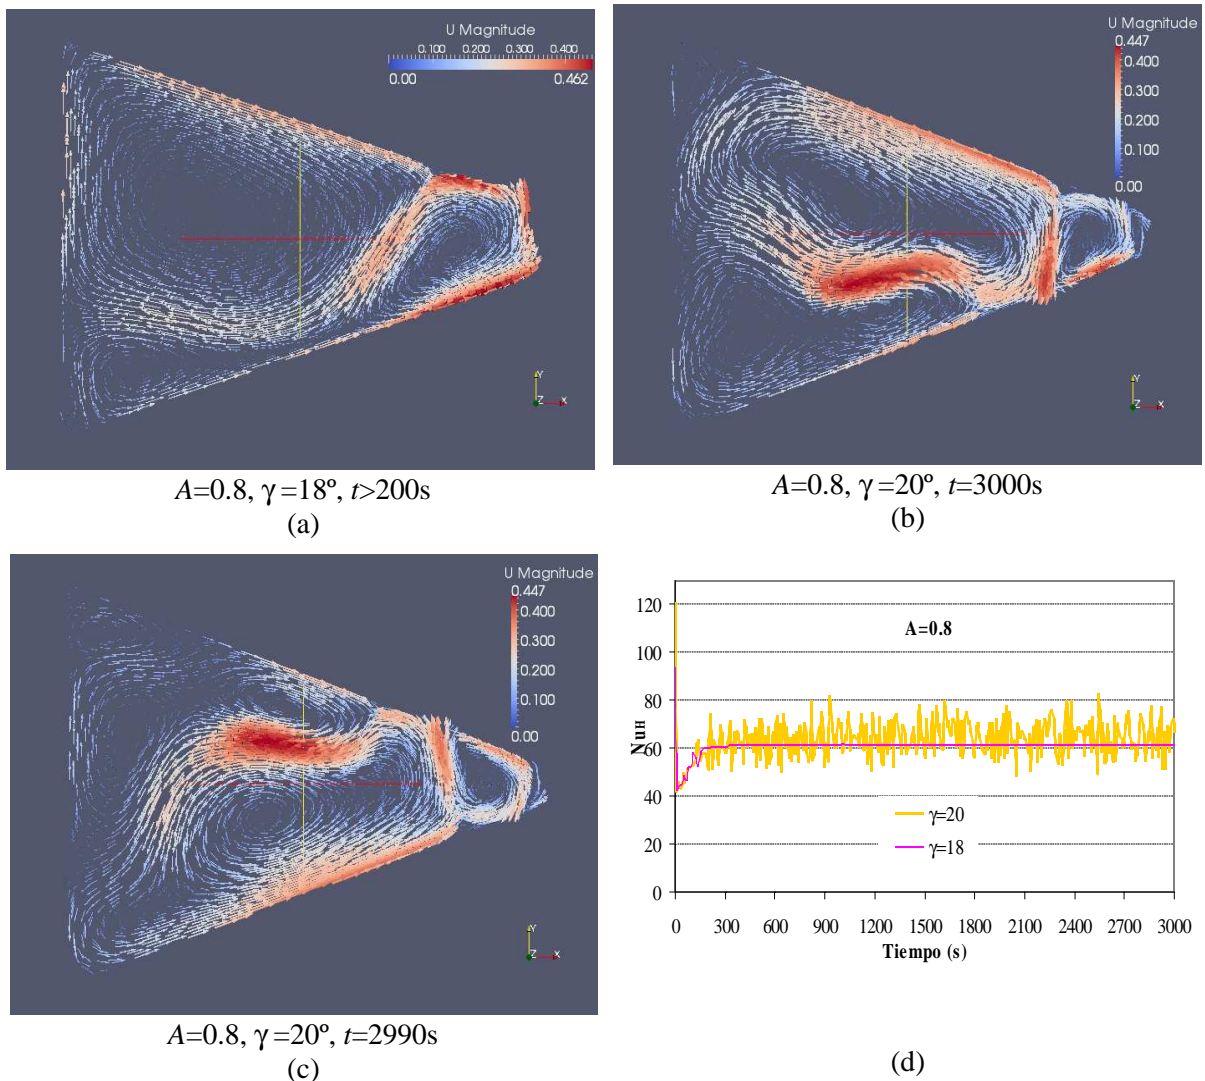 U Magnitude
0.100 0.200 0.300 0.400
0.00 0.462
Y
Z X
A=0.8, γ=18º, t>200s
(a)
U Magnitude
0.447
0.400
0.300
0.200
0.100
0.00
Y
Z X
A=0.8, γ=20º, t=3000s
(b)
U Magnitude
0.447
0.400
0.300
0.200
0.100
0.00
Y
Z X
A=0.8, γ=20º, t=2990s
(c)
A=0.8
120
100
80
60
40
20
0
NuH
γ=20
γ=18
0 300 600 900 1200 1500 1800 2100 2400 2700 3000
Tiempo (s)
(d)